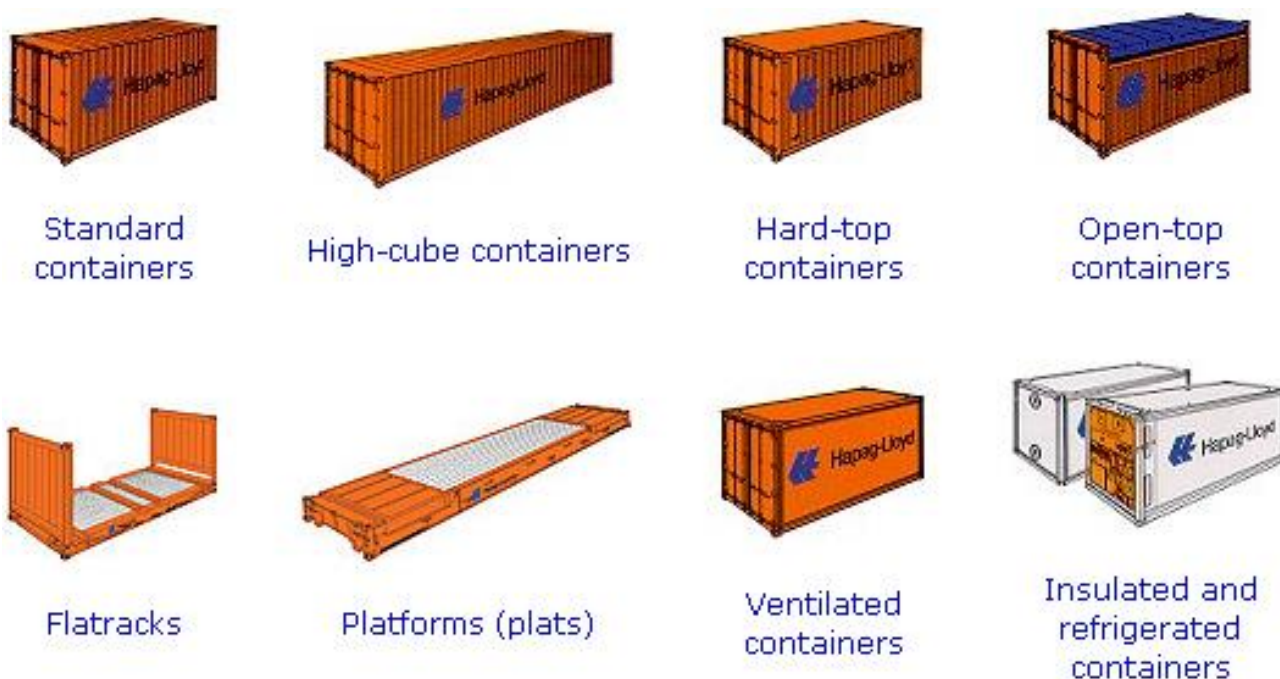 Hapag-Lloyd
Hapag-Lloyd
Hapag-Lloyd
Hapag-Lloyd
Standard
containers
High-cube containers
Hard-top
containers
Open-top
containers
Hapag-Lloyd
Hapag-Lloyd
Flatracks
Platforms (plats)
Ventilated
containers
Insulated and
refrigerated
containers